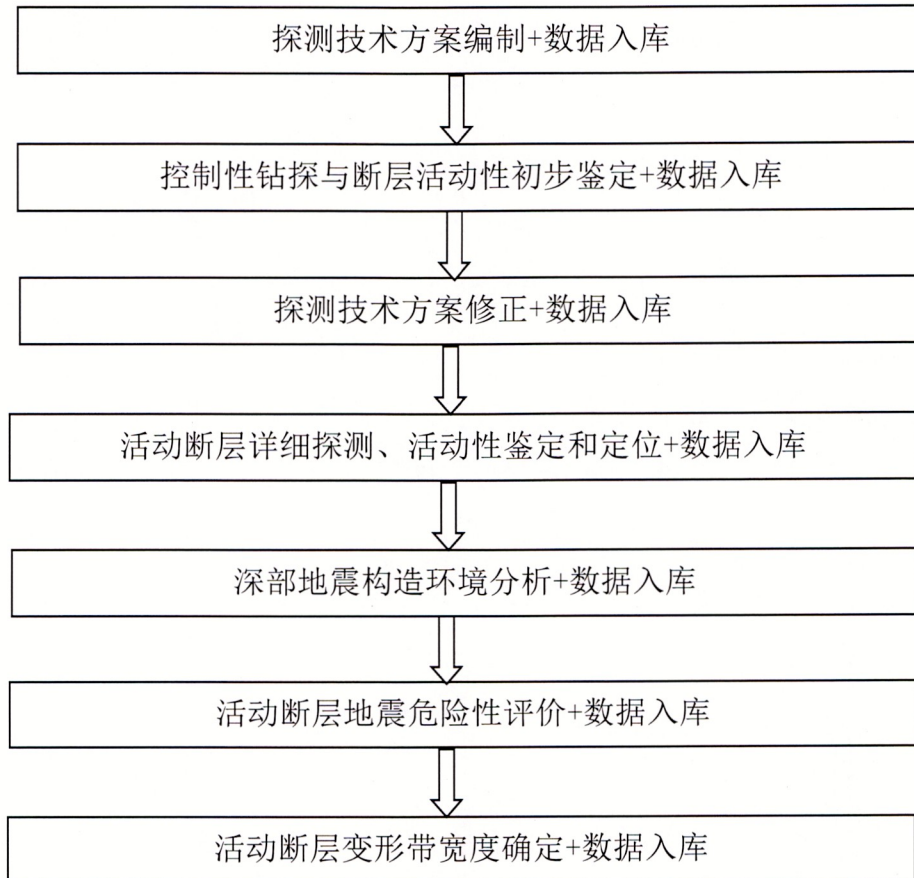 探测技术方案编制+数据入库
控制性钻探与断层活动性初步鉴定+数据入库
探测技术方案修正+数据入库
活动断层详细探测、活动性鉴定和定位+数据入库
深部地震构造环境分析+数据入库
活动断层地震危险性评价+数据入库
活动断层变形带宽度确定+数据入库